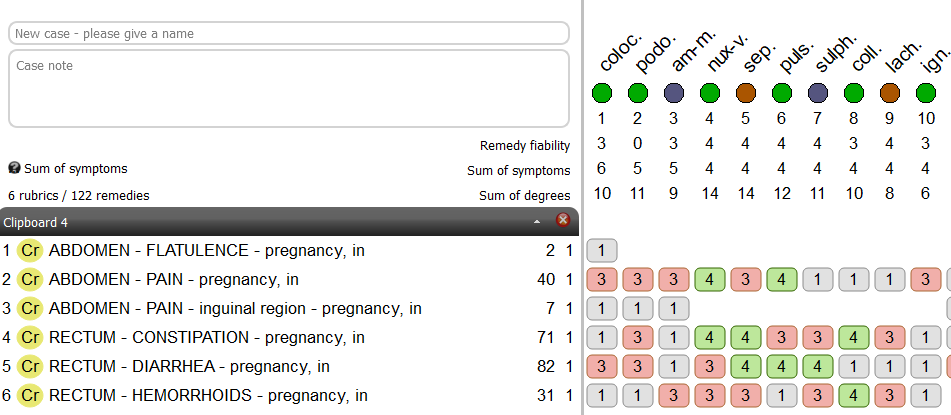 New case - please give a name
Case note
coloc. podo. am-m. nux-v. sep. puls. sulph. coll. lach. ign.
1 2 3 4 5 6 7 8 9 10
Remedy fiability 3 0 3 4 4 4 4 3 4 3
? Sum of symptoms Sum of symptoms 6 5 5 4 4 4 4 4 4 4
6 rubrics / 122 remedies Sum of degrees 10 11 9 14 14 12 11 10 8 6
Clipboard 4
1 Cr ABDOMEN - FLATULENCE - pregnancy, in 2 1 1
2 Cr ABDOMEN - PAIN - pregnancy, in 40 1 3 3 3 4 3 4 1 1 1 3
3 Cr ABDOMEN - PAIN - inguinal region - pregnancy, in 7 1 1 1 1
4 Cr RECTUM - CONSTIPATION - pregnancy, in 71 1 1 3 1 4 4 3 3 4 3 1
5 Cr RECTUM - DIARRHEA - pregnancy, in 82 1 3 3 1 3 4 4 4 1 1 1
6 Cr RECTUM - HEMORRHOIDS - pregnancy, in 31 1 1 1 3 3 3 1 3 4 3 1